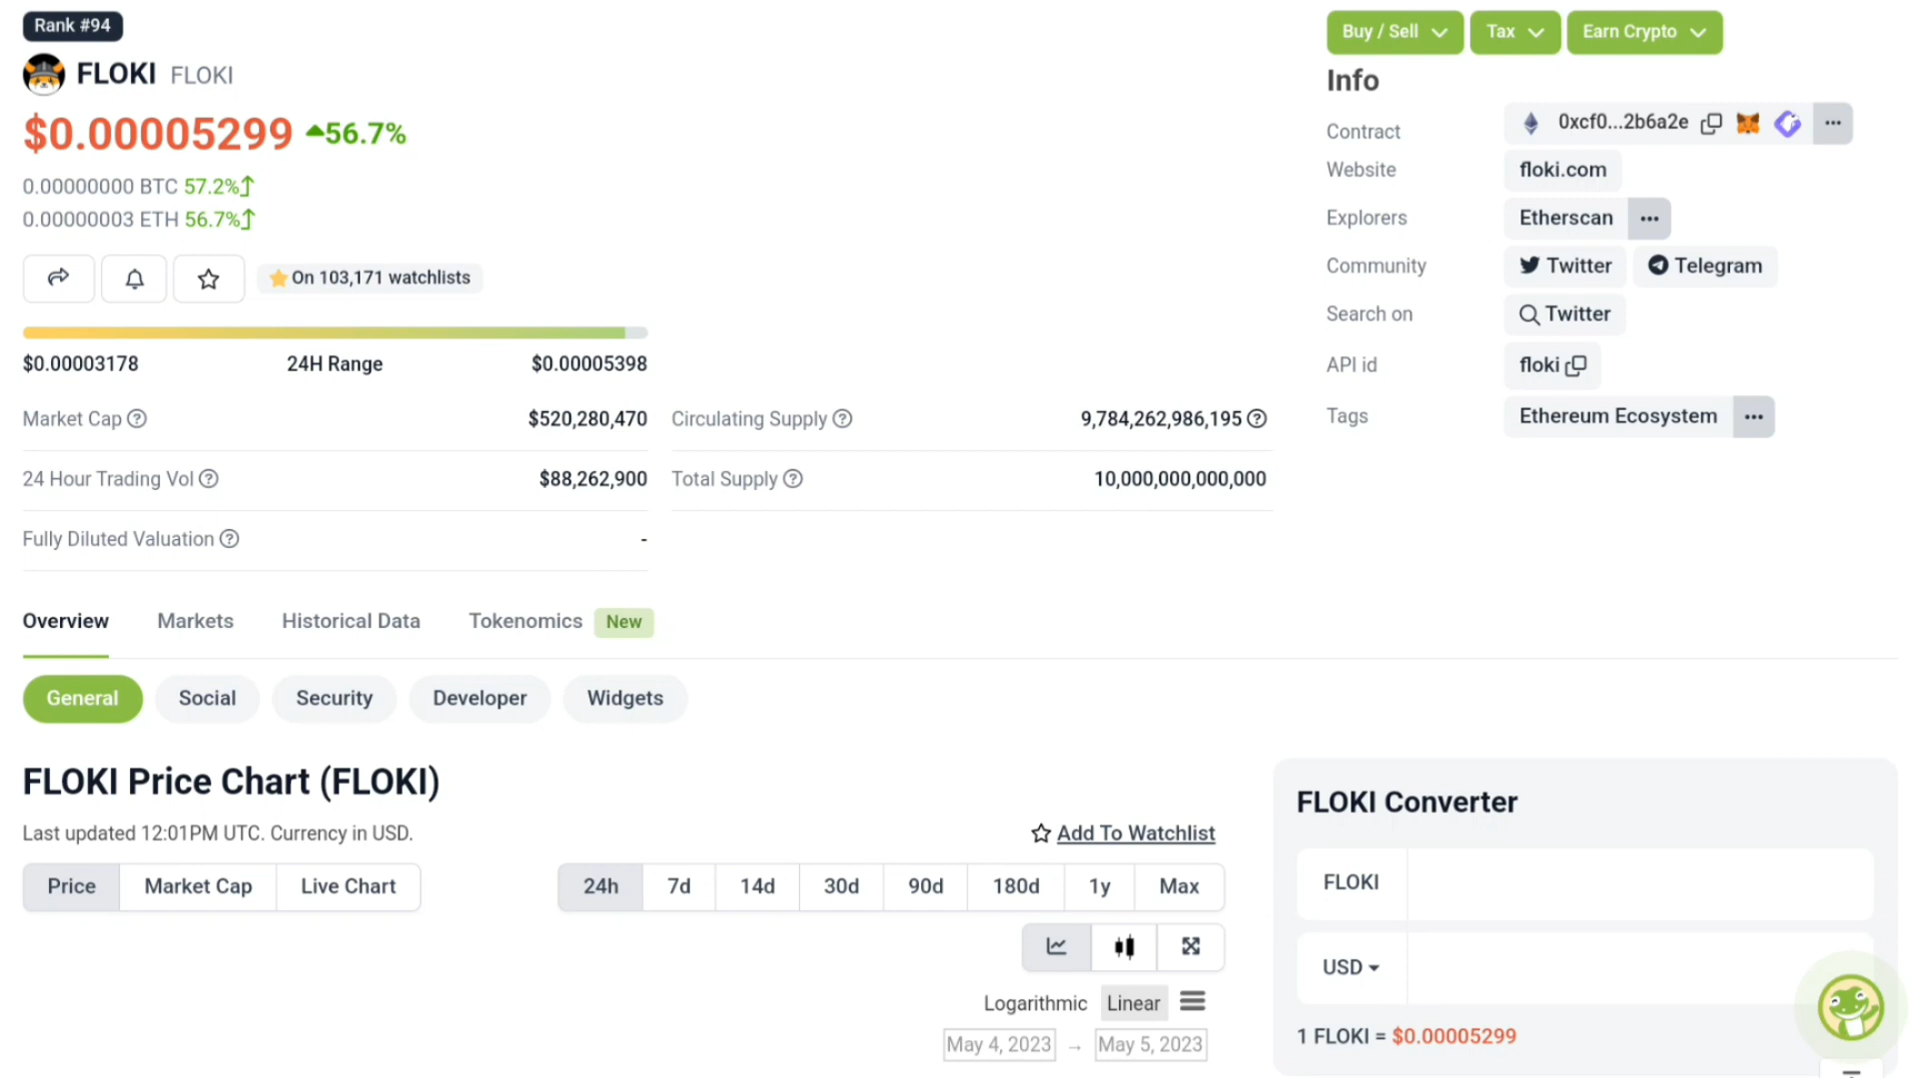 Rank #94
FLOKI FLOKI
$0.00005299 56.7%
0.00000000 BTC 57.2%
0.00000003 ETH 56.7%
On 103,171 watchlists
$0.00003178 24H Range $0.00005398
Market Cap $520,280,470
24 Hour Trading Vol $88,262,900
Fully Diluted Valuation -
Circulating Supply 9,784,262,986,195
Total Supply 10,000,000,000,000
Buy / Sell Tax Earn Crypto
Info
Contract 0xcf0...2b6a2e ...
Website floki.com
Explorers Etherscan ...
Community Twitter Telegram
Search on Twitter
API id floki
Tags Ethereum Ecosystem ...
Overview Markets Historical Data Tokenomics New
General Social Security Developer Widgets
FLOKI Price Chart (FLOKI)
Last updated 12:01PM UTC. Currency in USD.
Add To Watchlist
Price Market Cap Live Chart
24h 7d 14d 30d 90d 180d 1y Max
Logarithmic Linear
May 4, 2023 → May 5, 2023
FLOKI Converter
FLOKI
USD
1 FLOKI = $0.00005299